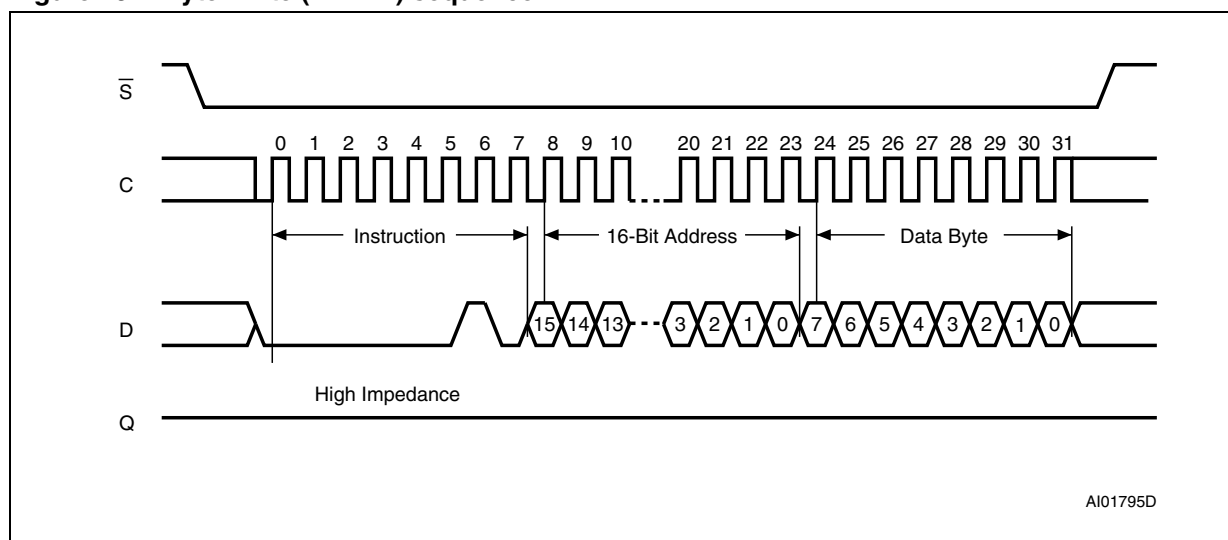 S
0 1 2 3 4 5 6 7 8 9 10 20 21 22 23 24 25 26 27 28 29 30 31
C
Instruction 16-Bit Address Data Byte
D
15 14 13 3 2 1 0 7 6 5 4 3 2 1 0
High Impedance
Q
AI01795D